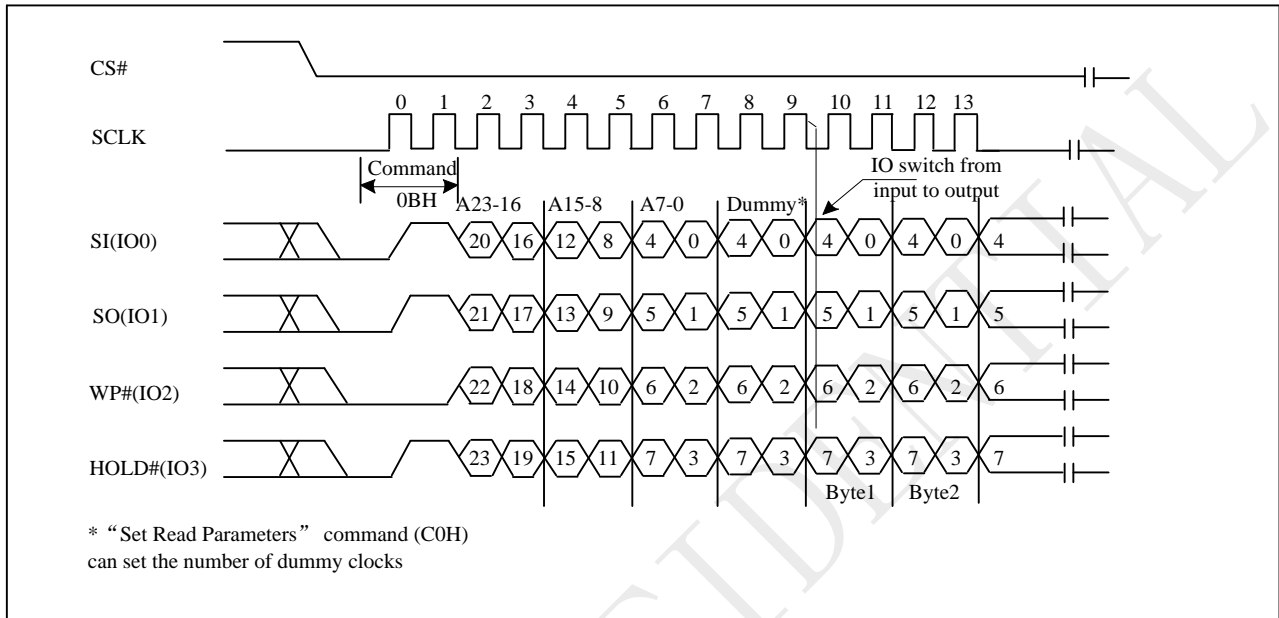 CS#
0 1 2 3 4 5 6 7 8 9 10 11 12 13
SCLK
Command
IO switch from
input to output
0BH
A23-16 A15-8 A7-0 Dummy*
SI(IO0) 20 16 12 8 4 0 4 0 4 0 4 0 4
SO(IO1) 21 17 13 9 5 1 5 1 5 1 5 1 5
WP#(IO2) 22 18 14 10 6 2 6 2 6 2 6 2 6
HOLD#(IO3) 23 19 15 11 7 3 7 3 7 3 7 3 7
Byte1 Byte2
* “Set Read Parameters” command (C0H)
can set the number of dummy clocks
IDENTIAL